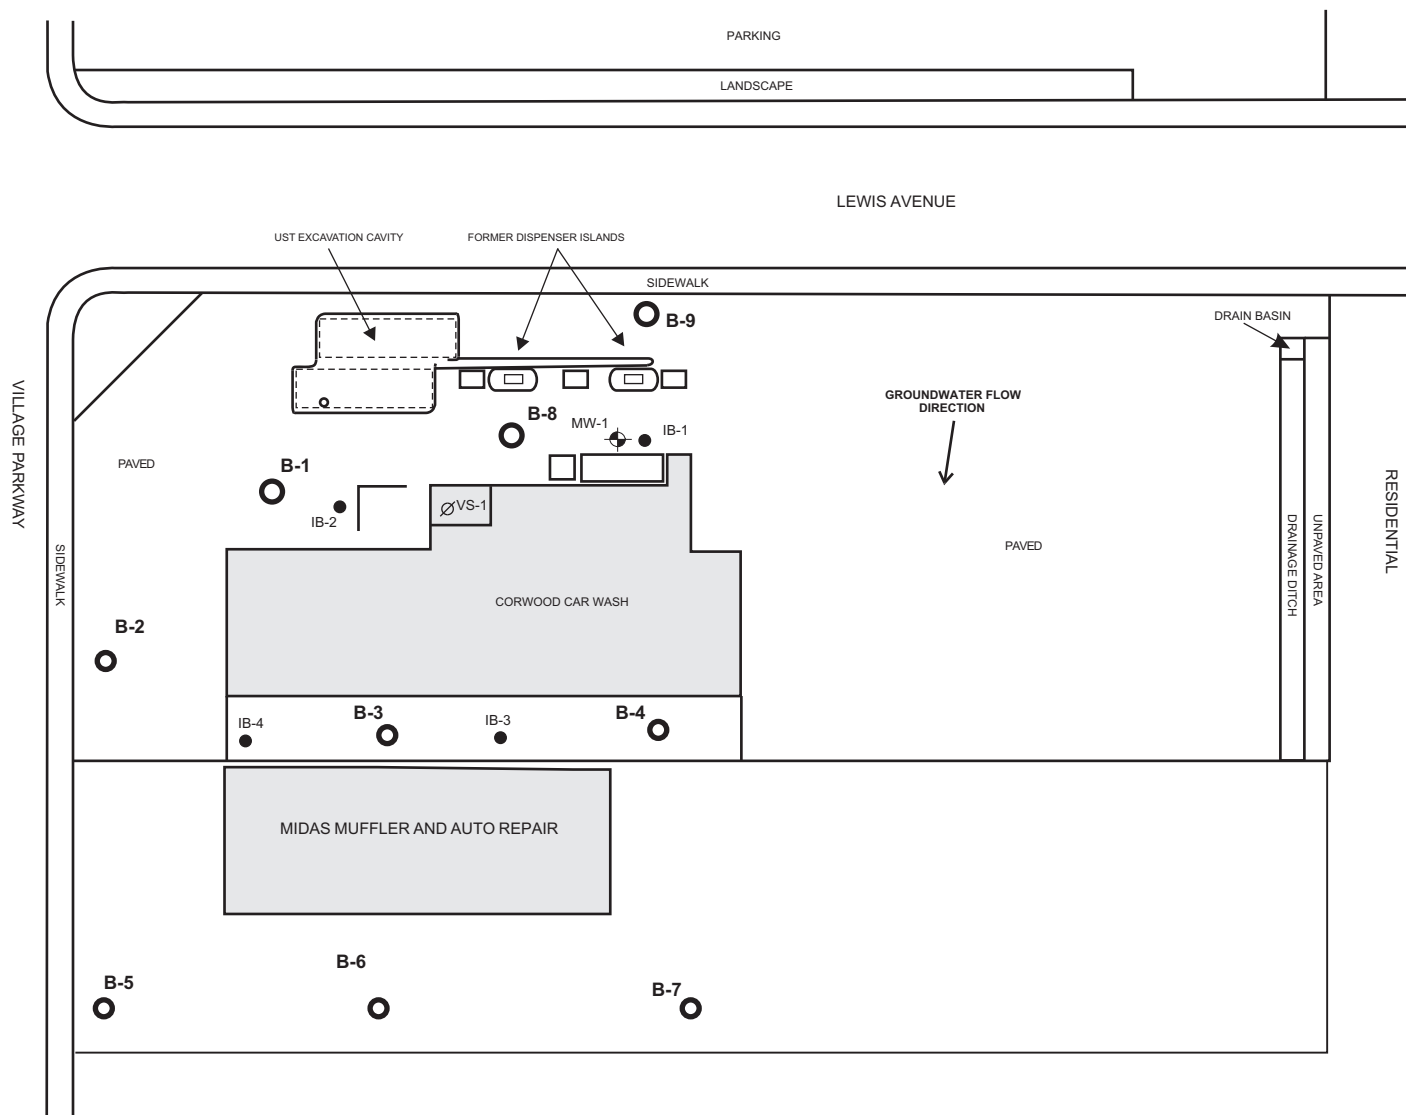 PARKING
LANDSCAPE
LEWIS AVENUE
UST EXCAVATION CAVITY
FORMER DISPENSER ISLANDS
SIDEWALK
B-9
DRAIN BASIN
VILLAGE PARKWAY
GROUNDWATER FLOW
DIRECTION
B-8
MW-1
IB-1
PAVED
B-1
IB-2
VS-1
RESIDENTIAL
SIDEWALK
PAVED
DRAINAGE DITCH
UNPAVED AREA
CORWOOD CAR WASH
B-2
IB-4
B-3
IB-3
B-4
MIDAS MUFFLER AND AUTO REPAIR
B-5
B-6
B-7